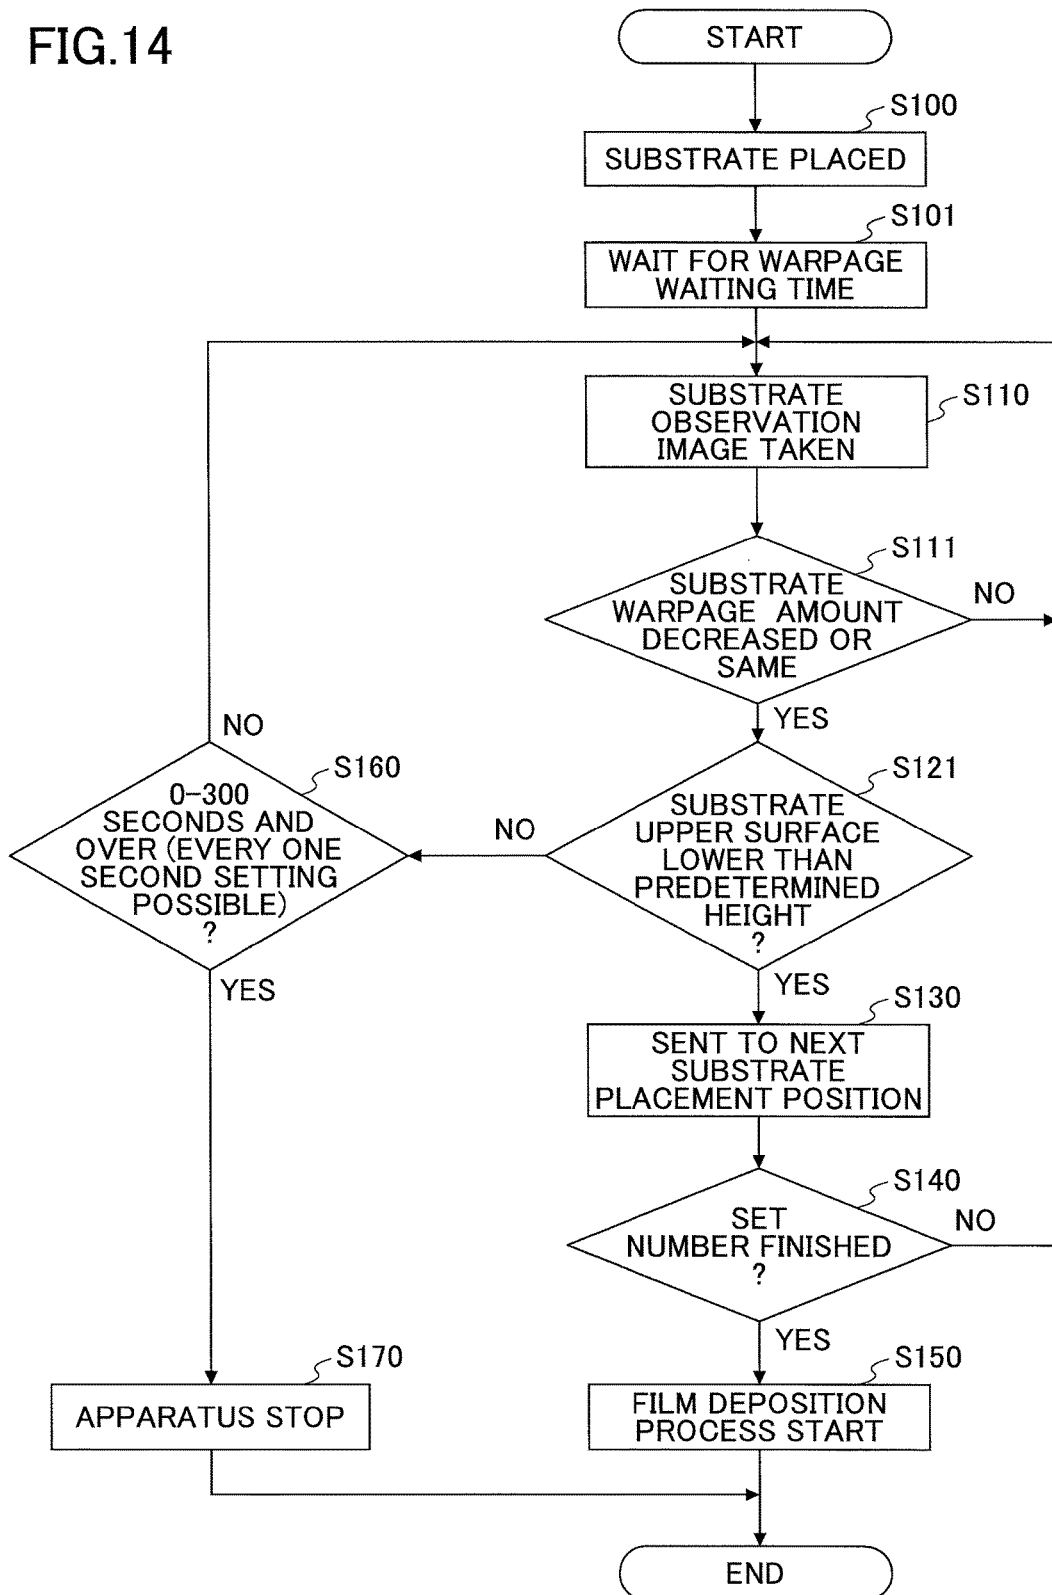 FIG.14
START
S100
SUBSTRATE PLACED
S101
WAIT FOR WARPAGE
WAITING TIME
S110
SUBSTRATE
OBSERVATION
IMAGE TAKEN
S111
SUBSTRATE
WARPAGE AMOUNT
DECREASED OR
SAME
NO
YES
NO
S160
0-300
SECONDS AND
OVER (EVERY ONE
SECOND SETTING
POSSIBLE)
?
YES
NO
S121
SUBSTRATE
UPPER SURFACE
LOWER THAN
PREDETERMINED
HEIGHT
?
YES
S130
SENT TO NEXT
SUBSTRATE
PLACEMENT POSITION
S140
SET
NUMBER FINISHED
?
NO
YES
S170
APPARATUS STOP
S150
FILM DEPOSITION
PROCESS START
END